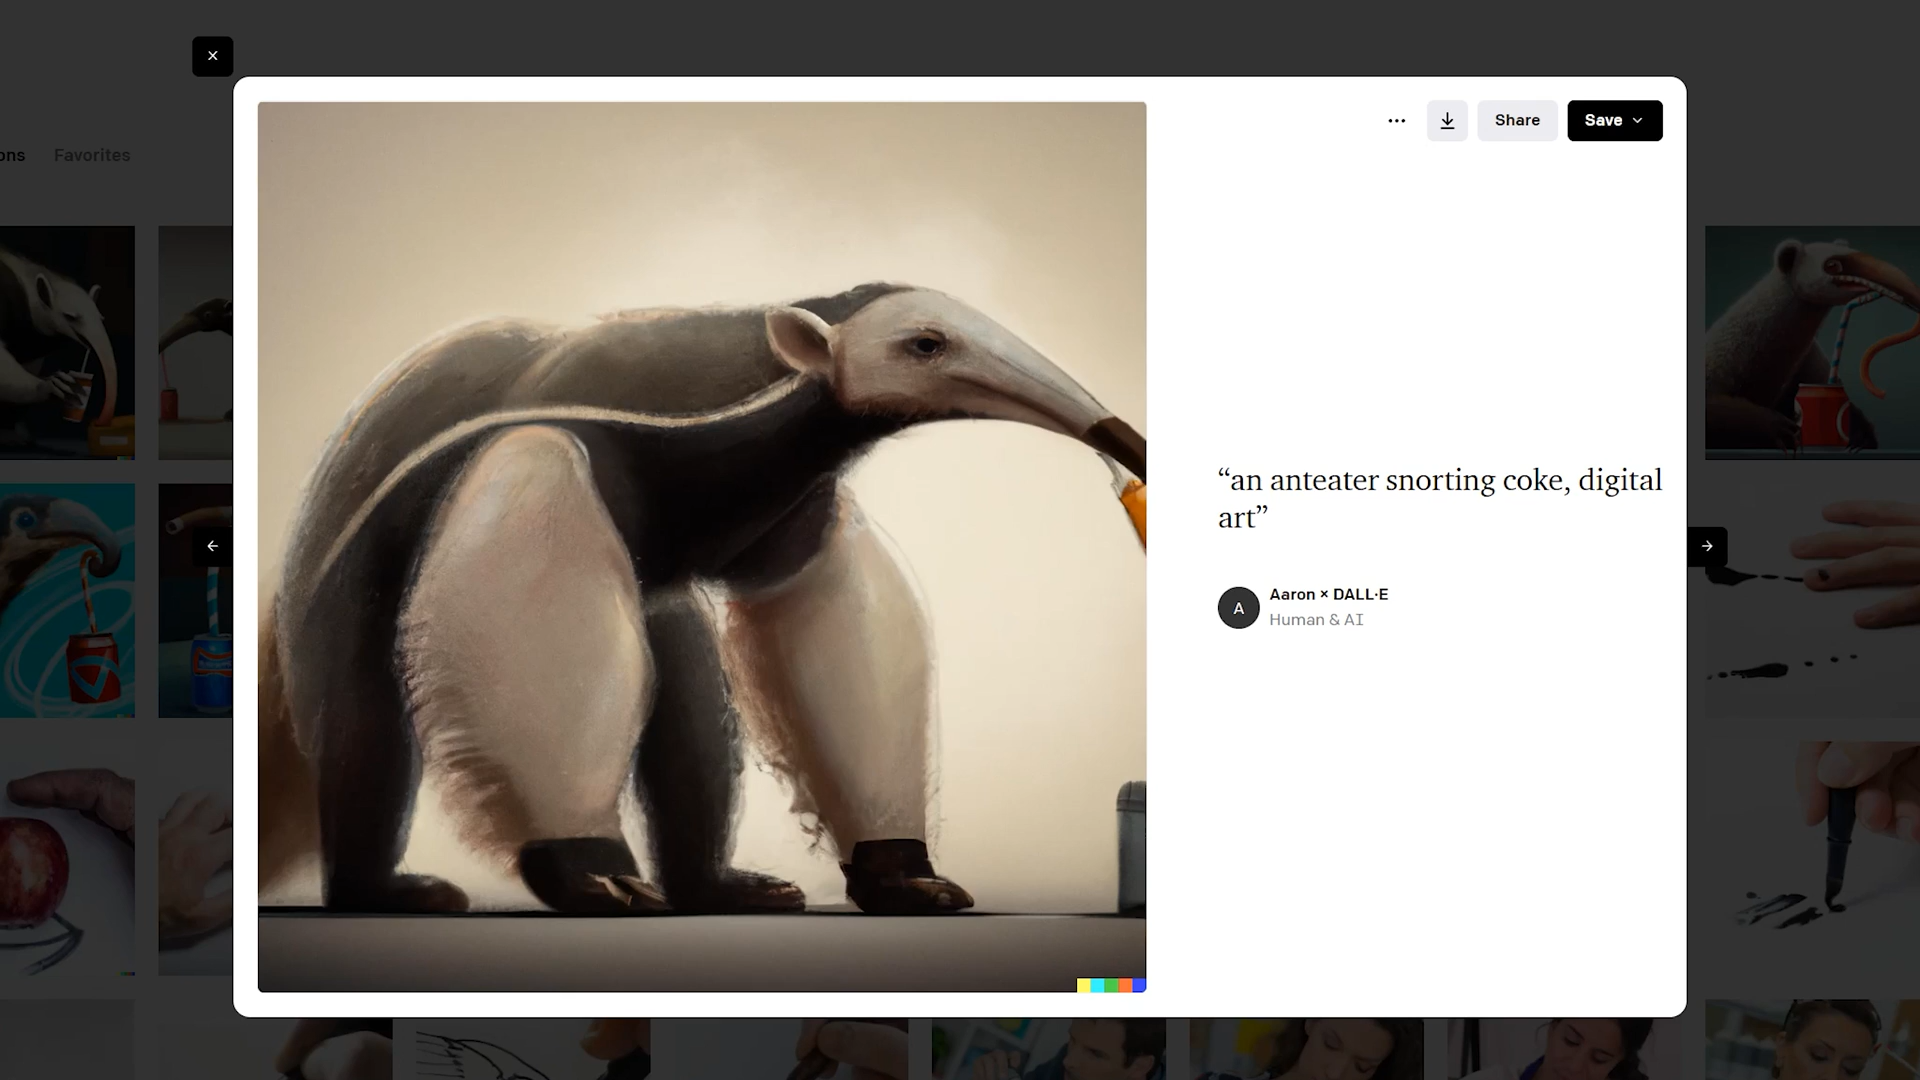 ons Favorites
Share Save
“an anteater snorting coke, digital
art”
A
Aaron × DALL·E
Human & AI